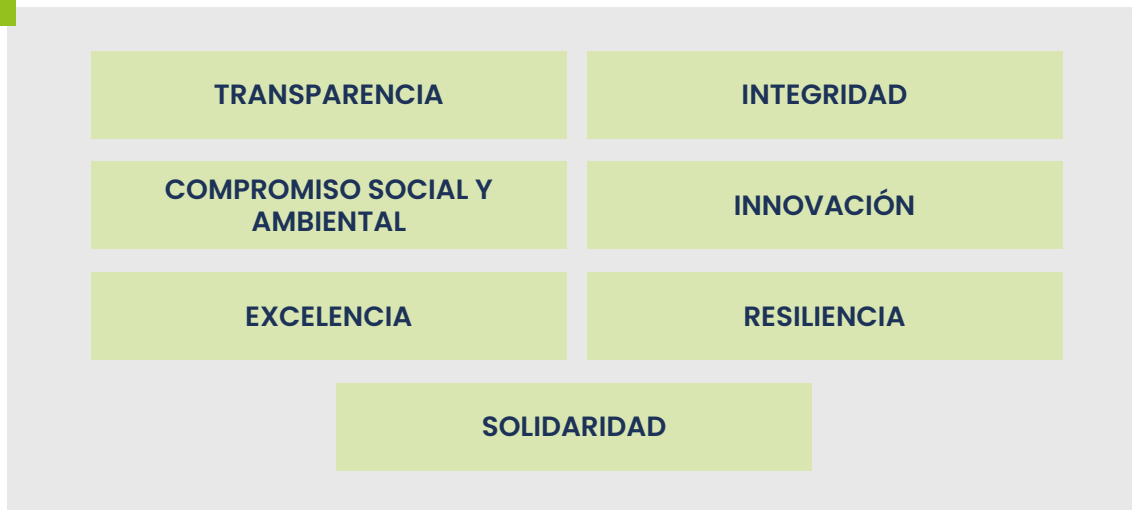 TRANSPARENCIA
INTEGRIDAD
COMPROMISO SOCIAL Y
AMBIENTAL
INNOVACIÓN
EXCELENCIA
RESILIENCIA
SOLIDARIDAD